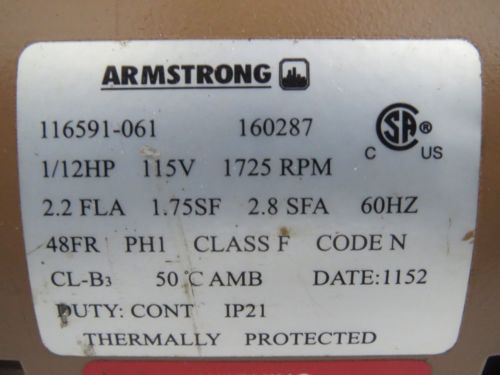 ARMSTRONG
116591-061 160287 CSA®
C US
1/12HP 115V 1725 RPM
2.2 FLA 1.75SF 2.8 SFA 60HZ
48FR PH1 CLASS F CODE N
CL-B3 50°C AMB DATE:1152
DUTY: CONT IP21
THERMALLY PROTECTED